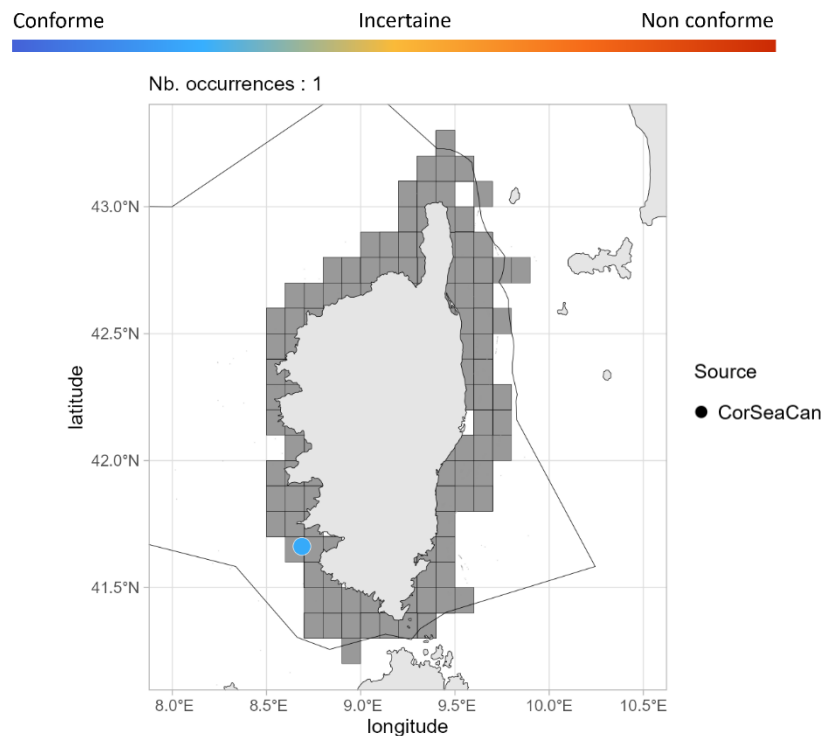 Conforme Incertaine Non conforme
Nb. occurrences : 1
43.0°N
42.5°N
42.0°N
41.5°N
latitude
8.0°E 8.5°E 9.0°E 9.5°E 10.0°E 10.5°E
longitude
Source
CorSeaCan